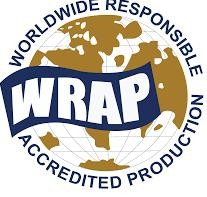 WORLDWIDE RESPONSIBLE
WRAP
ACCREDITED PRODUCTION